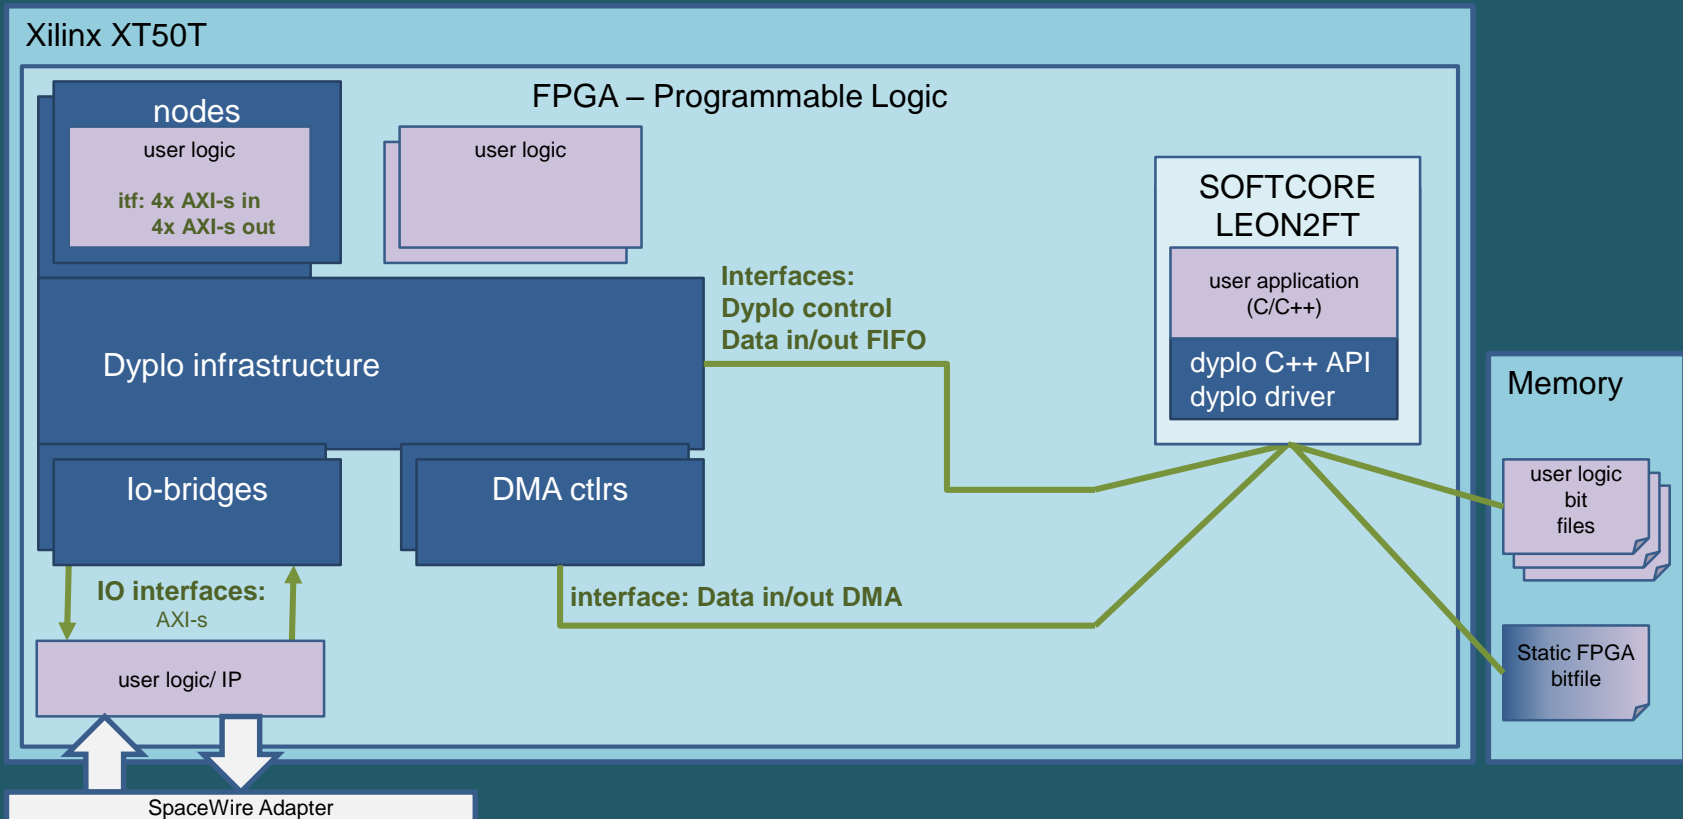 Xilinx XT50T
FPGA – Programmable Logic
nodes
user logic
itf: 4x AXI-s in
4x AXI-s out
user logic
SOFTCORE
LEON2FT
user application
(C/C++)
dyplo C++ API
dyplo driver
Interfaces:
Dyplo control
Data in/out FIFO
Dyplo infrastructure
Io-bridges
DMA ctlrs
IO interfaces:
AXI-s
interface: Data in/out DMA
user logic/ IP
SpaceWire Adapter
Memory
user logic
bit
files
Static FPGA
bitfile